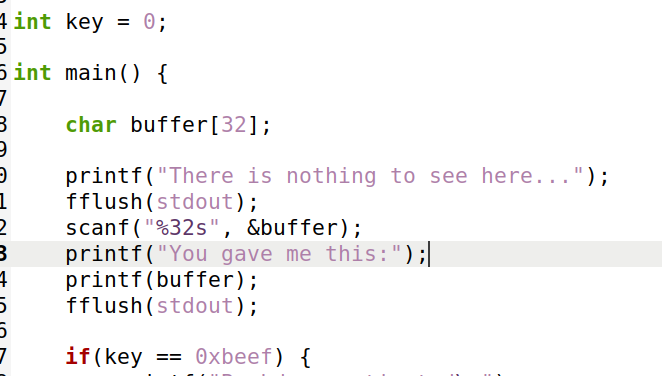 4 int key = 0;
5
6 int main() {
7
8 char buffer[32];
9
0 printf("There is nothing to see here...");
1 fflush(stdout);
2 scanf("%32s", &buffer);
3 printf("You gave me this:");
4 printf(buffer);
5 fflush(stdout);
6
7 if(key == 0xbeef) {